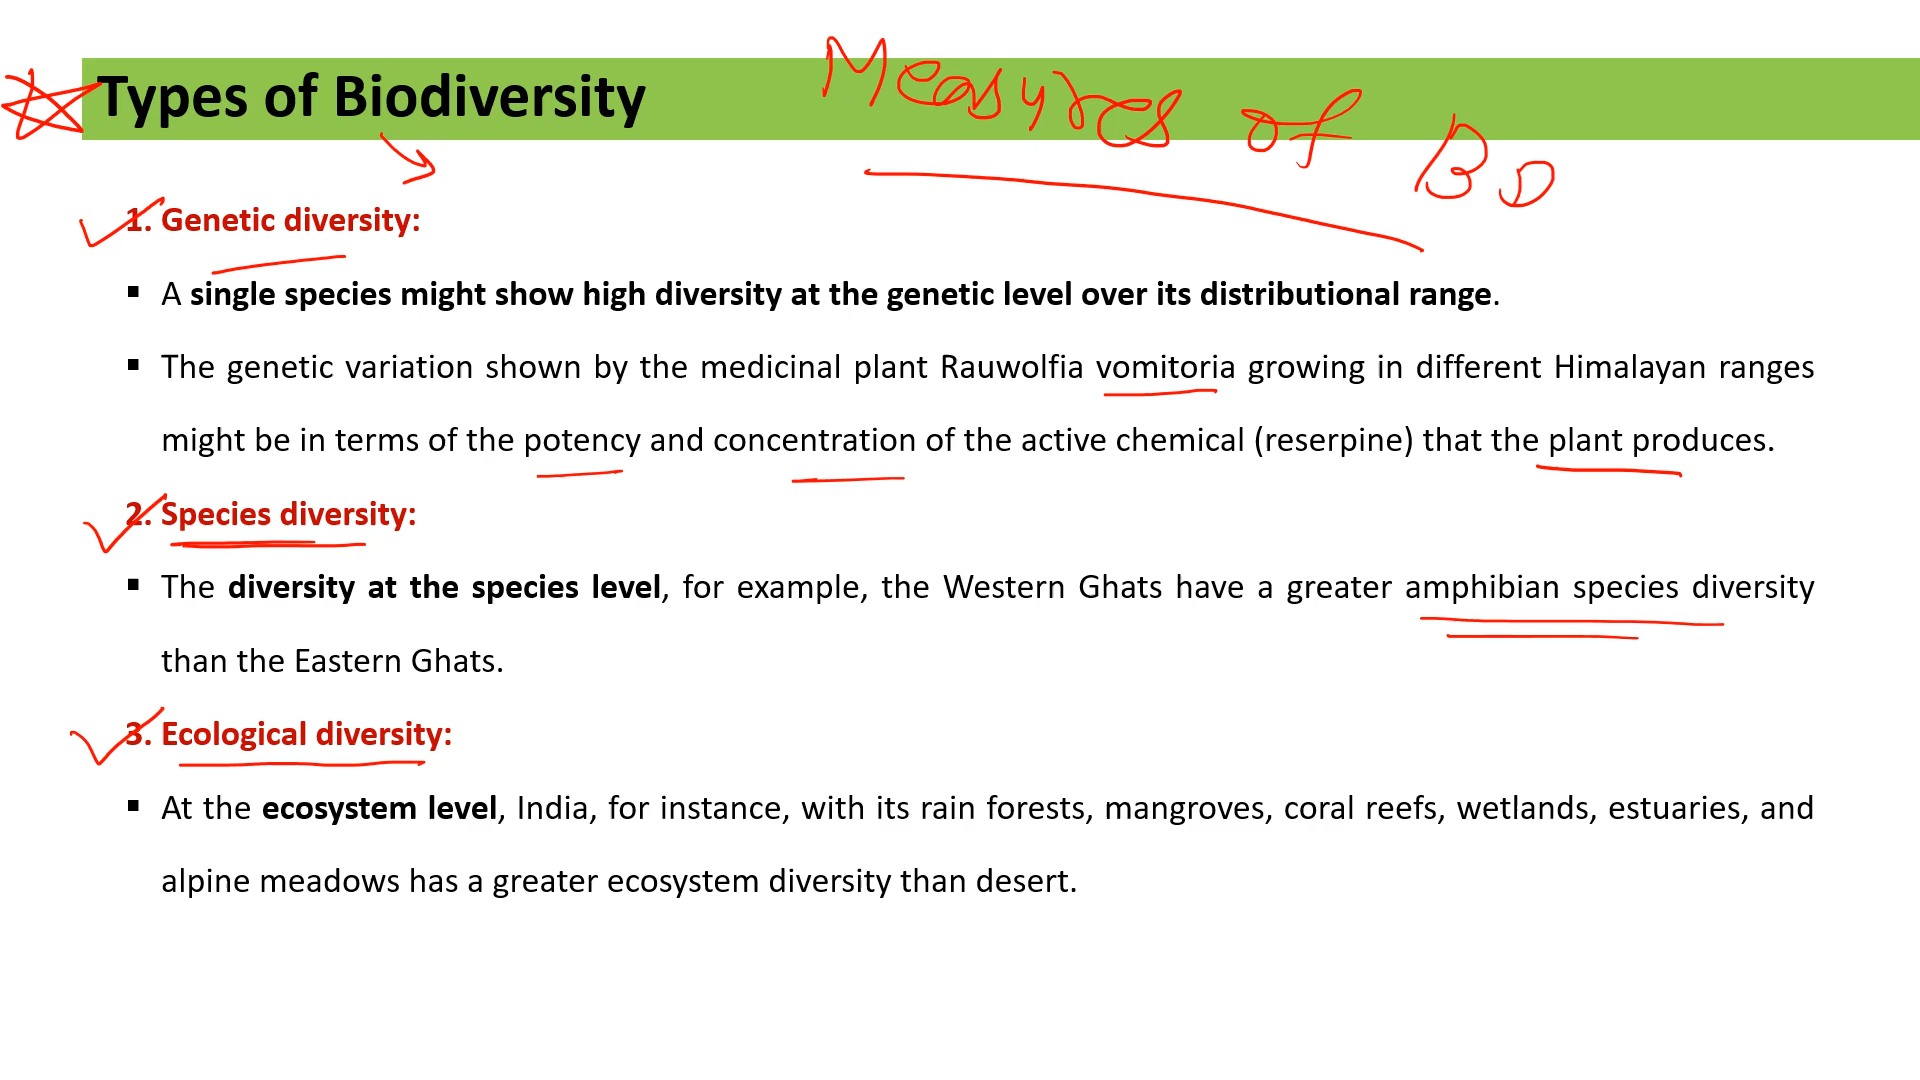 Types of Biodiversity
Measures of BD
1. Genetic diversity:
▪ A single species might show high diversity at the genetic level over its distributional range.
▪ The genetic variation shown by the medicinal plant Rauwolfia vomitoria growing in different Himalayan ranges
might be in terms of the potency and concentration of the active chemical (reserpine) that the plant produces.
2. Species diversity:
▪ The diversity at the species level, for example, the Western Ghats have a greater amphibian species diversity
than the Eastern Ghats.
3. Ecological diversity:
▪ At the ecosystem level, India, for instance, with its rain forests, mangroves, coral reefs, wetlands, estuaries, and
alpine meadows has a greater ecosystem diversity than desert.